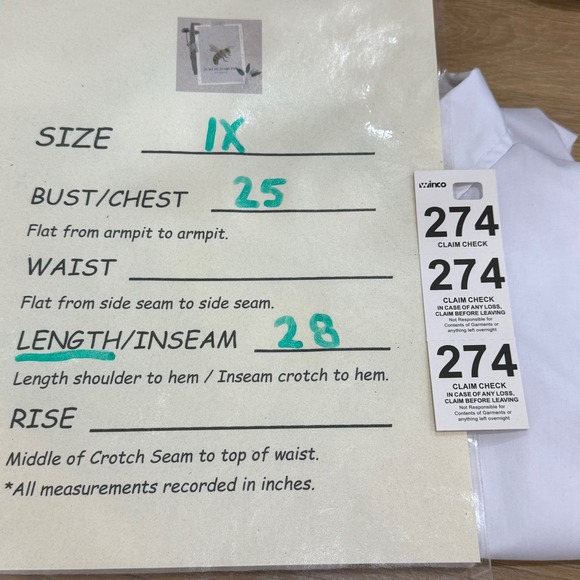 SIZE 1X
BUST/CHEST 25
Flat from armpit to armpit.
WAIST
Flat from side seam to side seam.
LENGTH/INSEAM 28
Length shoulder to hem / Inseam crotch to hem.
RISE
Middle of Crotch Seam to top of waist.
*All measurements recorded in inches.
winco
274
CLAIM CHECK
274
CLAIM CHECK
IN CASE OF ANY LOSS,
CLAIM BEFORE LEAVING
Not Responsible for
Contents of Garments or
anything left overnight
274
CLAIM CHECK
IN CASE OF ANY LOSS,
CLAIM BEFORE LEAVING
Not Responsible for
Contents of Garments or
anything left overnight